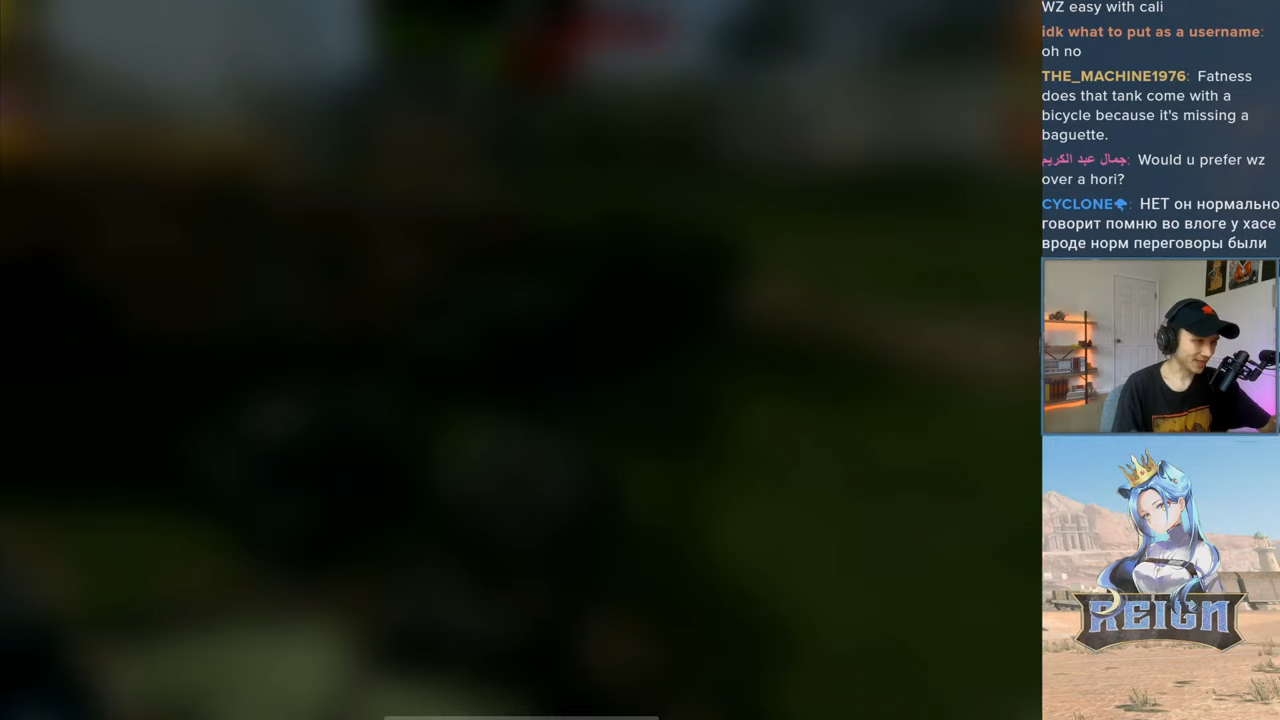 WZ easy with cali
idk what to put as a username:
oh no
THE_MACHINE1976: Fatness
does that tank come with a
bicycle because it's missing a
baguette.
جمال عبد الكريم: Would u prefer wz
over a hori?
CYCLONE🌪: НЕТ он нормально
говорит помню во влоге у хасе
вроде норм переговоры были
REIGN